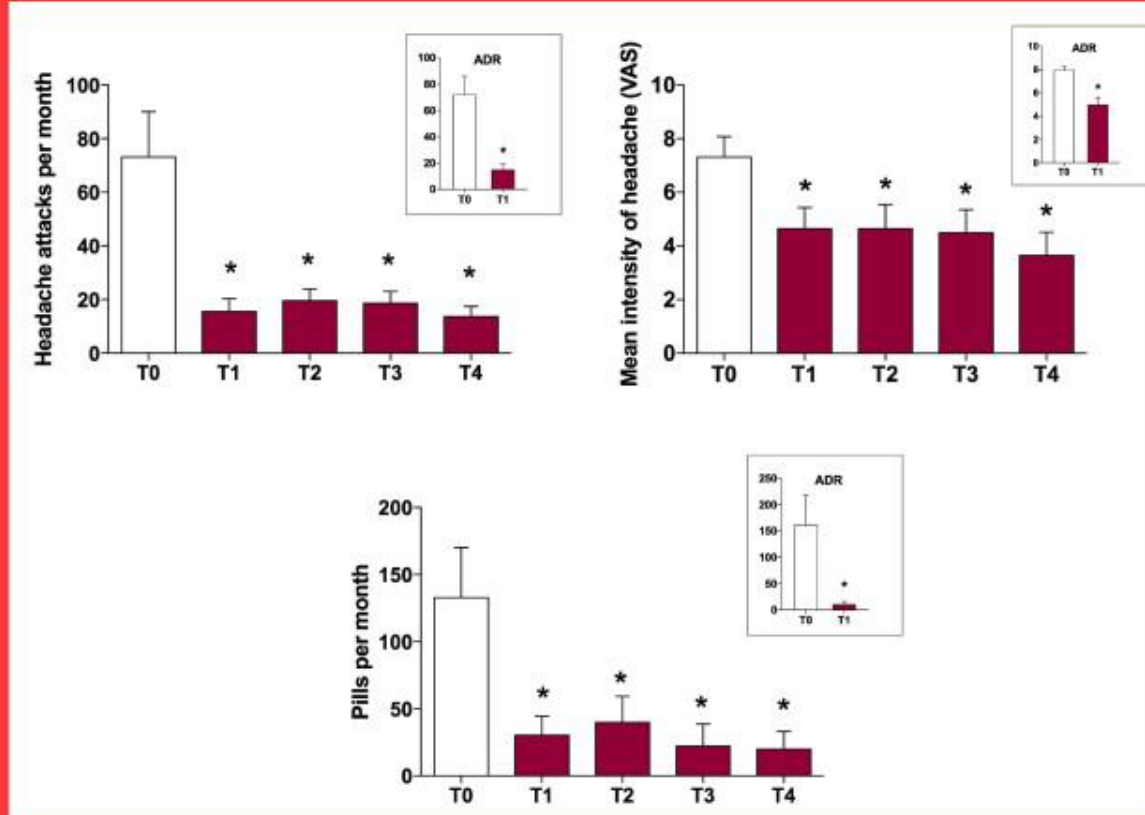 Headache attacks per month
100
80
60
40
20
0
* * * *
T0 T1 T2 T3 T4
ADR
100
80
60
40
20
0
*
T0 T1
Mean intensity of headache (VAS)
10
8
6
4
2
0
* * * *
T0 T1 T2 T3 T4
ADR
10
8
6
4
2
0
*
T0 T1
Pills per month
200
150
100
50
0
* * * *
T0 T1 T2 T3 T4
ADR
250
200
150
100
50
0
*
T0 T1